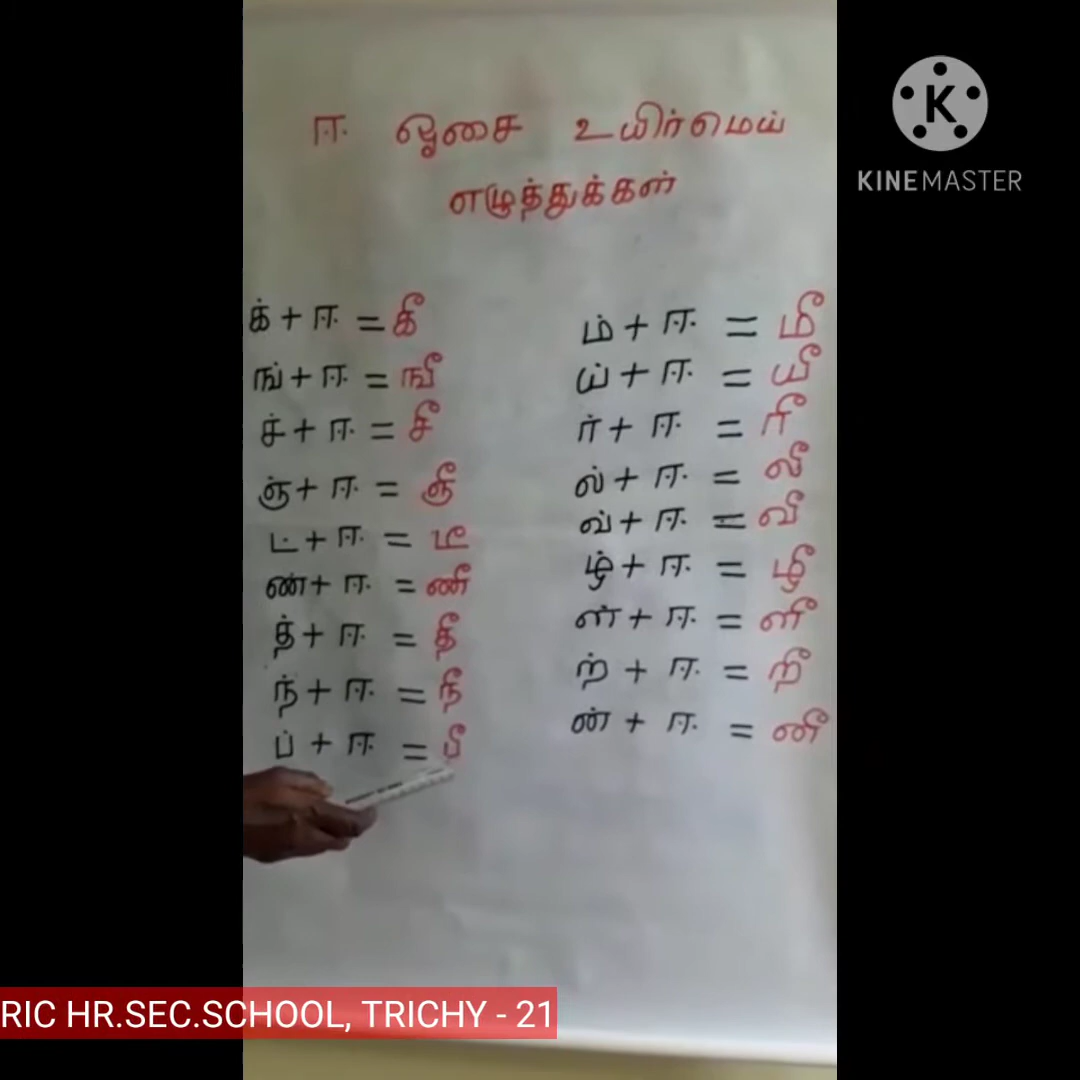 ஈ ஓசை உயிர்மெய்
எழுத்துக்கள்
க் + ஈ = கீ
ங் + ஈ = ஙீ
ச் + ஈ = சீ
ஞ் + ஈ = ஞீ
ட் + ஈ = டீ
ண் + ஈ = ணீ
த் + ஈ = தீ
ந் + ஈ = நீ
ப் + ஈ = பீ
ம் + ஈ = மீ
ய் + ஈ = யீ
ர் + ஈ = ரீ
ல் + ஈ = லீ
வ் + ஈ = வீ
ழ் + ஈ = ழீ
ள் + ஈ = ளீ
ற் + ஈ = றீ
ன் + ஈ = னீ
K
KINEMASTER
RIC HR.SEC.SCHOOL, TRICHY - 21